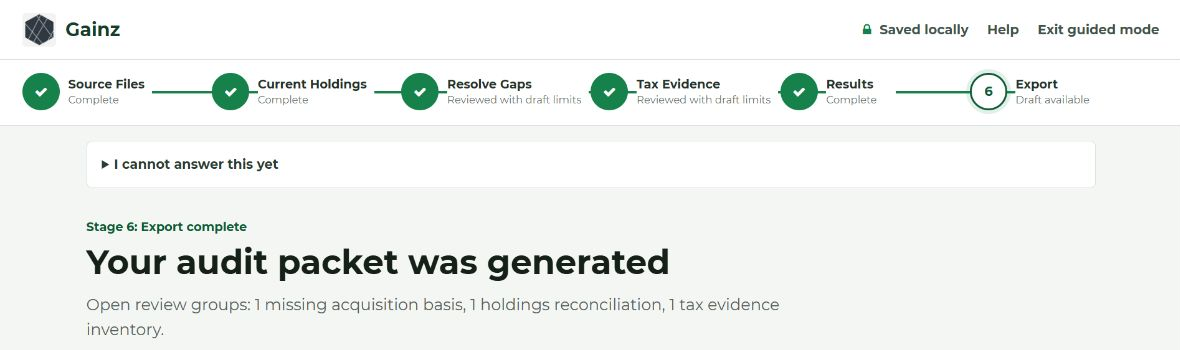 Gainz
Saved locally Help Exit guided mode
Source Files
Complete
Current Holdings
Complete
Resolve Gaps
Reviewed with draft limits
Tax Evidence
Reviewed with draft limits
Results
Complete
6
Export
Draft available
I cannot answer this yet
Stage 6: Export complete
Your audit packet was generated
Open review groups: 1 missing acquisition basis, 1 holdings reconciliation, 1 tax evidence
inventory.